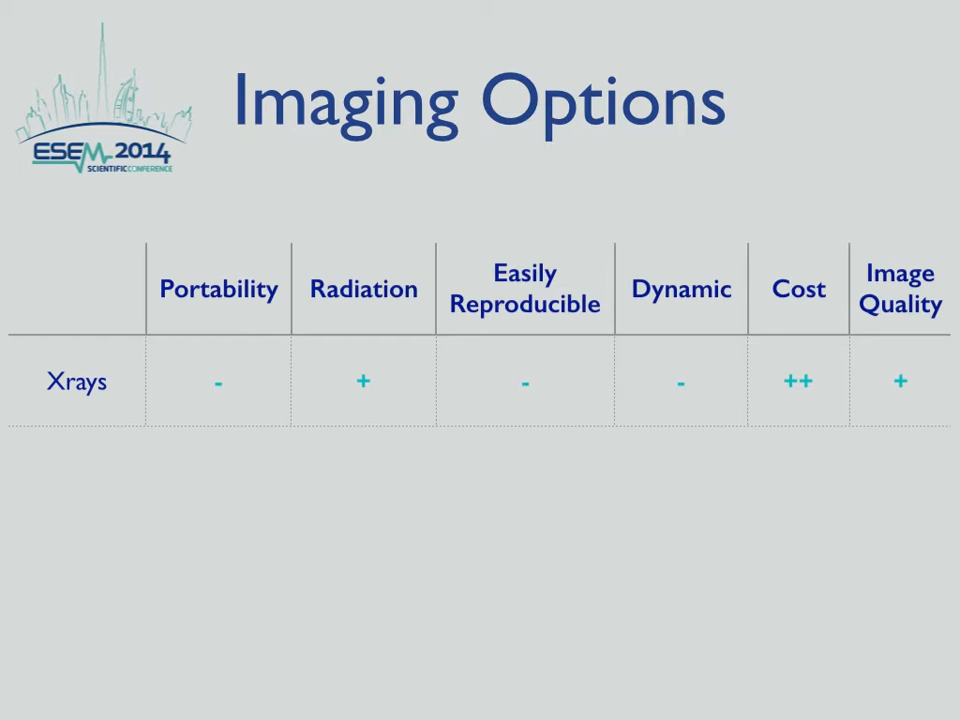 Imaging Options
ESEM 2014
SCIENTIFIC CONFERENCE
Portability Radiation Easily Reproducible Dynamic Cost Image Quality
Xrays - + - - ++ +